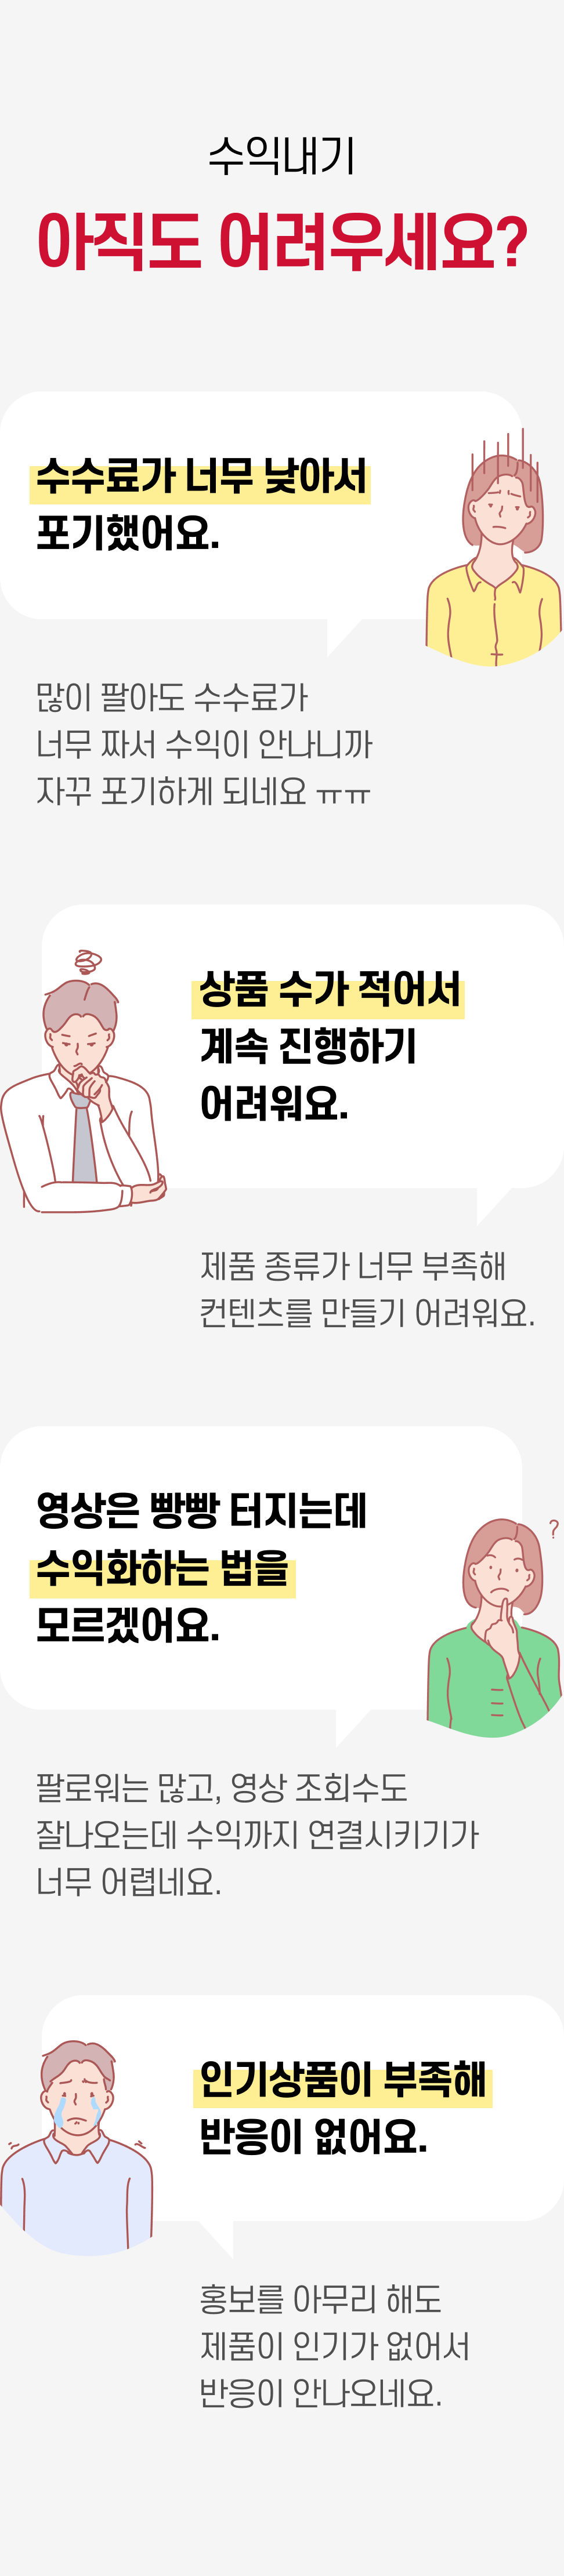 수익내기
아직도 어려우세요?
수수료가 너무 낮아서
포기했어요.
많이 팔아도 수수료가
너무 짜서 수익이 안나니까
자꾸 포기하게 되네요 ㅠㅠ
상품 수가 적어서
계속 진행하기
어려워요.
제품 종류가 너무 부족해
컨텐츠를 만들기 어려워요.
영상은 빵빵 터지는데
수익화하는 법을
모르겠어요.
?
팔로워는 많고, 영상 조회수도
잘나오는데 수익까지 연결시키기가
너무 어렵네요.
인기상품이 부족해
반응이 없어요.
홍보를 아무리 해도
제품이 인기가 없어서
반응이 안나오네요.